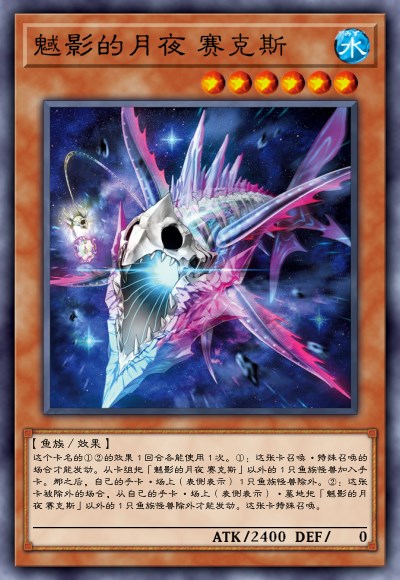 魊影的月夜 赛克斯
水
【鱼族／效果】
这个卡名的①②的效果1回合各能使用1次。①：这张卡召唤·特殊召唤的
场合才能发动。从卡组把「魊影的月夜 赛克斯」以外的1只鱼族怪兽加入手
卡。那之后，自己的手卡·场上（表侧表示）1只鱼族怪兽除外。②：这张
卡被除外的场合，从自己的手卡·场上（表侧表示）·墓地把「魊影的月
夜 赛克斯」以外的1只鱼族怪兽除外才能发动。这张卡特殊召唤。
ATK/2400 DEF/ 0